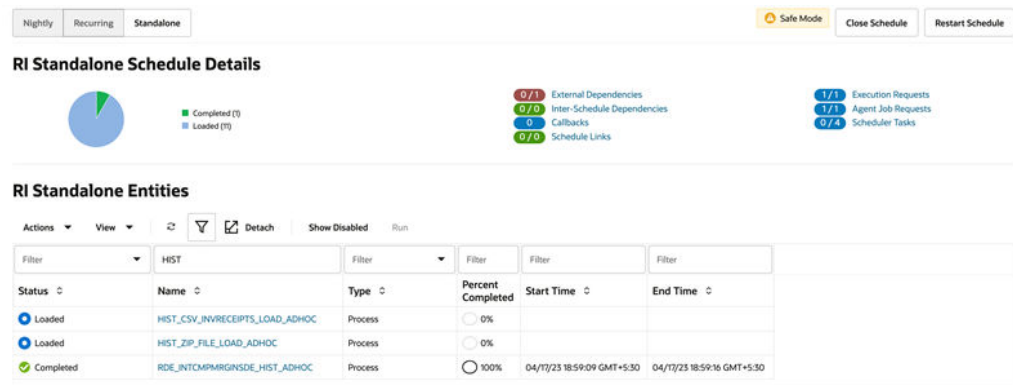 Nightly Recurring Standalone Safe Mode Close Schedule Restart Schedule
RI Standalone Schedule Details
Completed (1)
Loaded (11)
0/1 External Dependencies
0/0 Inter-Schedule Dependencies
0 Callbacks
0/0 Schedule Links
1/1 Execution Requests
1/1 Agent Job Requests
0/4 Scheduler Tasks
RI Standalone Entities
Actions View Detach Show Disabled Run
Filter HIST Filter Filter Filter Filter
Status Name Type Percent Completed Start Time End Time
Loaded HIST_CSV_INVRECEIPTS_LOAD_ADHOC Process 0%
Loaded HIST_ZIP_FILE_LOAD_ADHOC Process 0%
Completed RDE_INTCMPMRGINSDE_HIST_ADHOC Process 100% 04/17/23 18:59:09 GMT+5:30 04/17/23 18:59:16 GMT+5:30